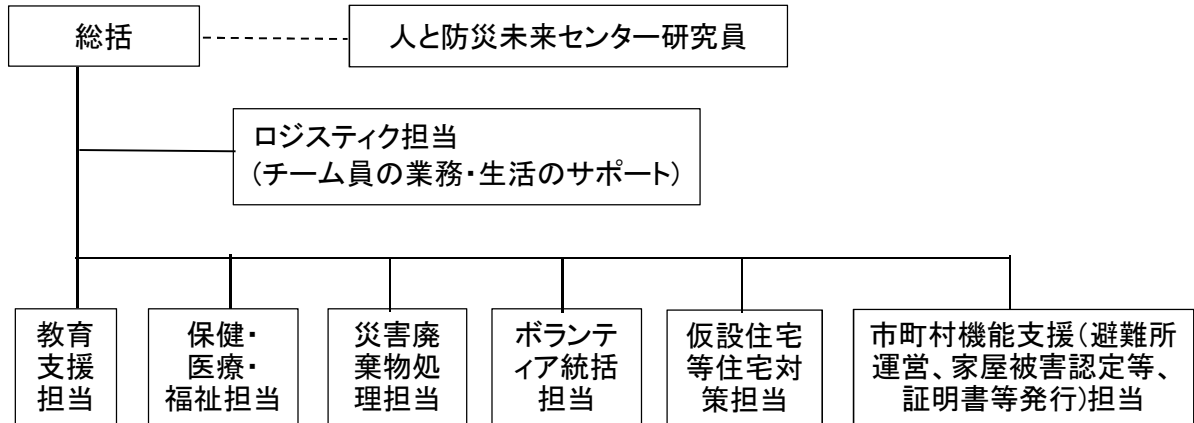 総括
人と防災未来センター研究員
ロジスティク担当
(チーム員の業務・生活のサポート)
教育
支援
担当
保健・
医療・
福祉担当
災害廃
棄物処
理担当
ボランテ
ィア統括
担当
仮設住宅
等住宅対
策担当
市町村機能支援(避難所
運営、家屋被害認定等、
証明書等発行)担当